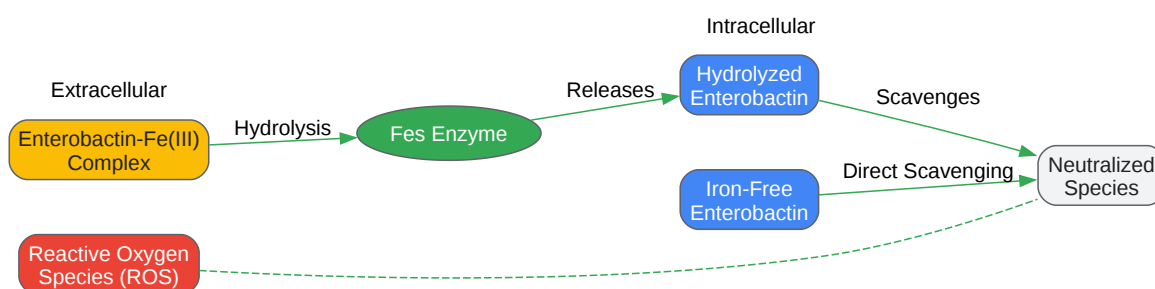 Intracellular
Extracellular
Hydrolyzed
Enterobactin
Releases
Scavenges
Enterobactin-Fe(III)
Complex
Hydrolysis
Fes Enzyme
Direct Scavenging
Iron-Free
Enterobactin
Neutralized
Species
Reactive Oxygen
Species (ROS)